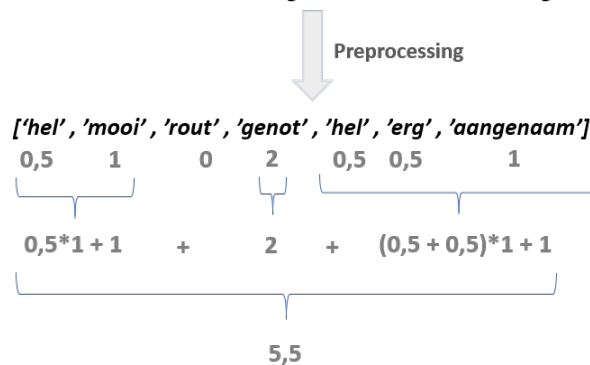 Preprocessing
['hel' , 'mooi' , 'rout' , 'genot' , 'hel' , 'erg' , 'aangenaam']
0,5 1 0 2 0,5 0,5 1
0,5*1 + 1 + 2 + (0,5 + 0,5)*1 + 1
5,5